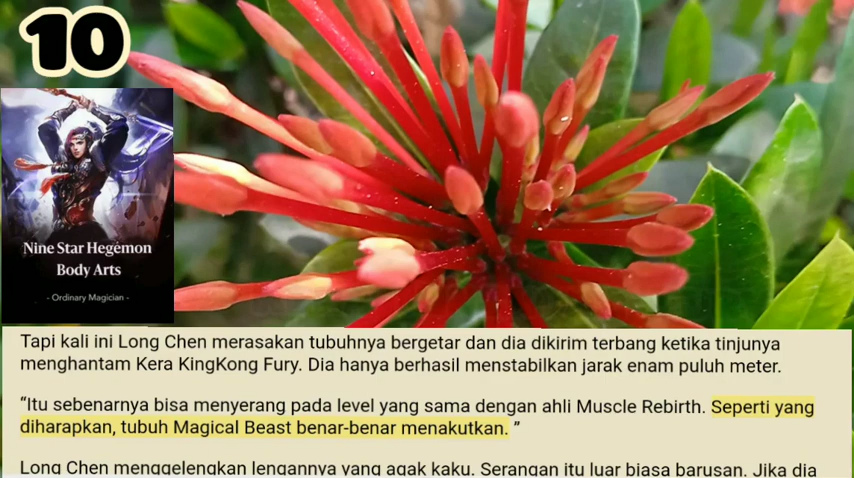 10
Nine Star Hegemon
Body Arts
- Ordinary Magician -
Tapi kali ini Long Chen merasakan tubuhnya bergetar dan dia dikirim terbang ketika tinjunya
menghantam Kera KingKong Fury. Dia hanya berhasil menstabilkan jarak enam puluh meter.
“Itu sebenarnya bisa menyerang pada level yang sama dengan ahli Muscle Rebirth. Seperti yang
diharapkan, tubuh Magical Beast benar-benar menakutkan. ”
Long Chen menggelengkan lengannya yang agak kaku. Serangan itu luar biasa barusan. Jika dia